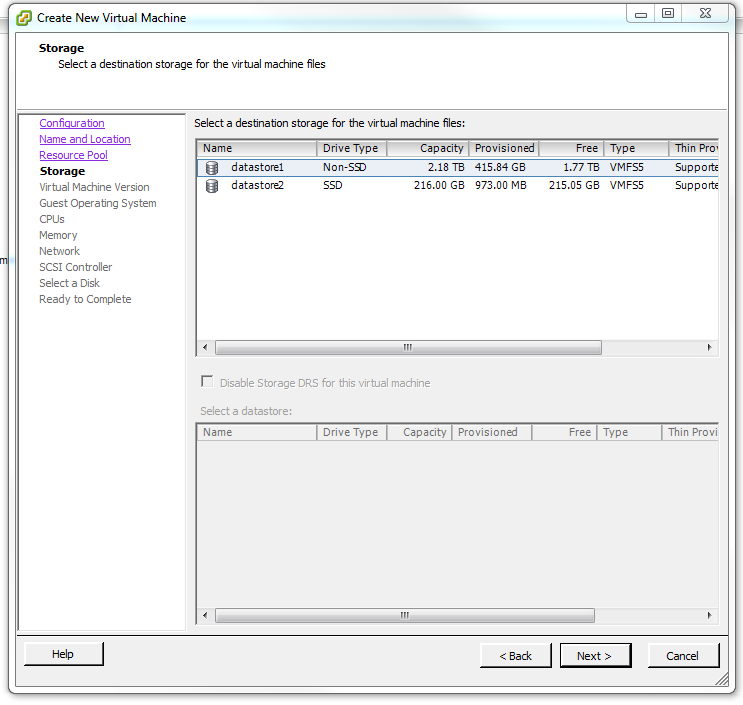 Create New Virtual Machine
Storage
Select a destination storage for the virtual machine files
Configuration
Name and Location
Resource Pool
Storage
Virtual Machine Version
Guest Operating System
CPUs
Memory
Network
SCSI Controller
Select a Disk
Ready to Complete
Select a destination storage for the virtual machine files:
Name Drive Type Capacity Provisioned Free Type Thin Prov
datastore1 Non-SSD 2.18 TB 415.84 GB 1.77 TB VMFS5 Supporte
datastore2 SSD 216.00 GB 973.00 MB 215.05 GB VMFS5 Supporte
Disable Storage DRS for this virtual machine
Select a datastore:
Name Drive Type Capacity Provisioned Free Type Thin Provi
Help < Back Next > Cancel
m